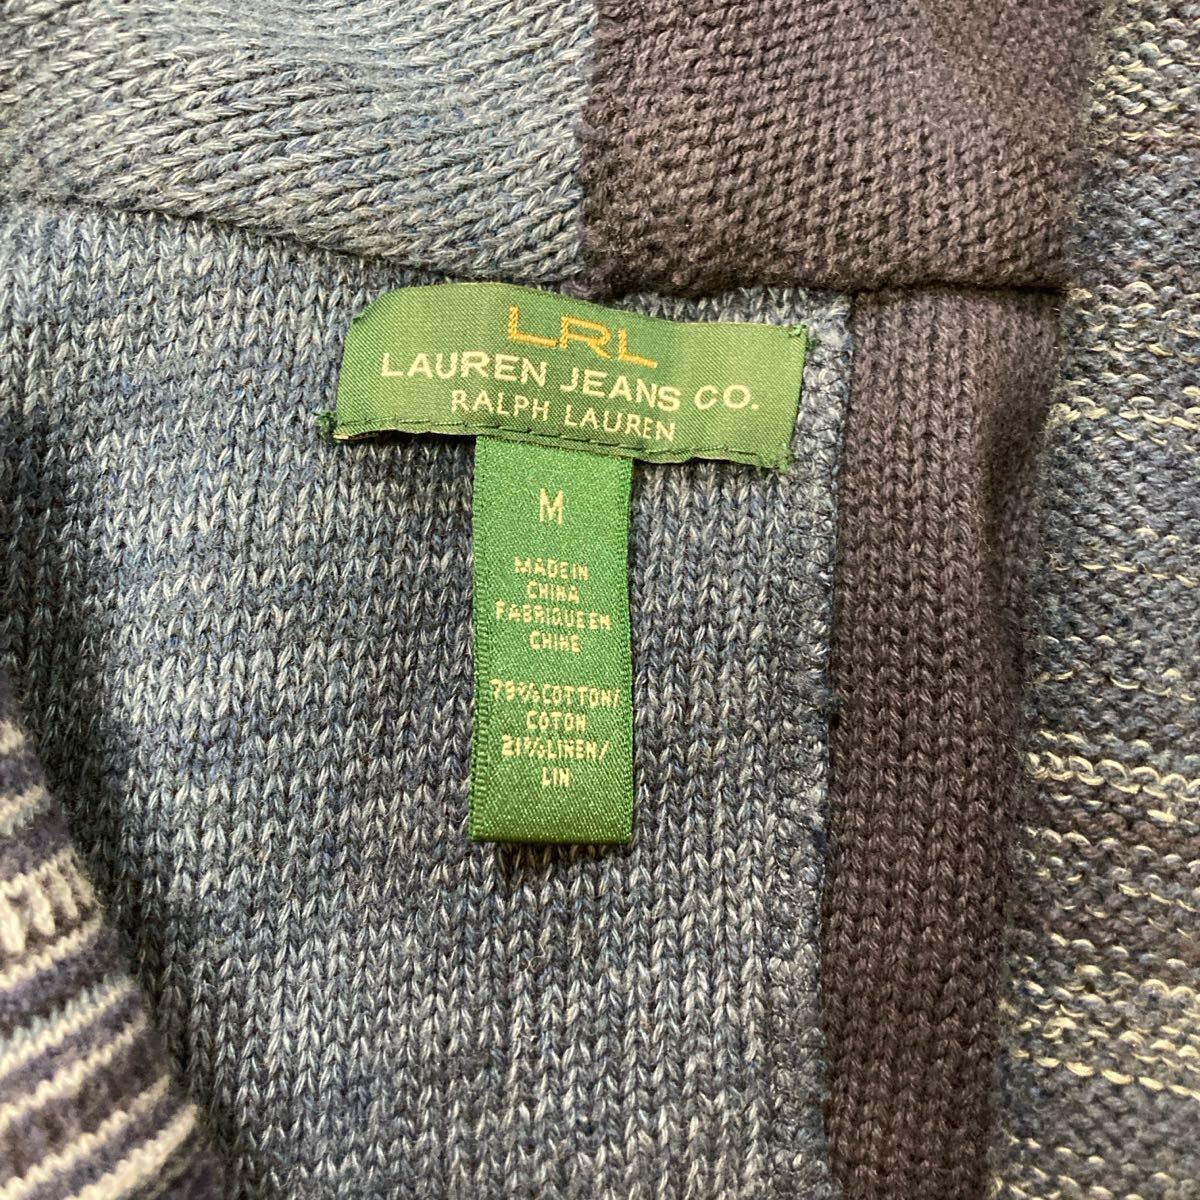 LRL
LAUREN JEANS CO.
RALPH LAUREN
M
MADE IN
CHINA
FABRIQUE EN
CHINE
79% COTTON/
COTON
21% LINEN/
LIN